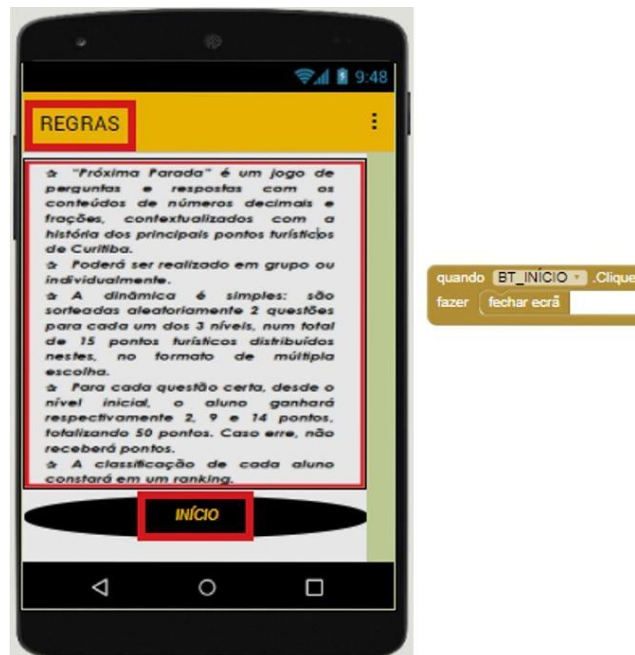 9:48
REGRAS
☆ "Próxima Parada" é um jogo de
perguntas e respostas com os
conteúdos de números decimais e
frações, contextualizados com a
história dos principais pontos turísticos
de Curitiba.
☆ Poderá ser realizado em grupo ou
individualmente.
☆ A dinâmica é simples: são
sorteadas aleatoriamente 2 questões
para cada um dos 3 níveis, num total
de 15 pontos turísticos distribuídos
nestes, no formato de múltipla
escolha.
☆ Para cada questão certa, desde o
nível inicial, o aluno ganhará
respectivamente 2, 9 e 14 pontos,
totalizando 50 pontos. Caso erre, não
receberá pontos.
☆ A classificação de cada aluno
constará em um ranking.
INÍCIO
quando BT_INÍCIO .Clique
fazer fechar ecrã